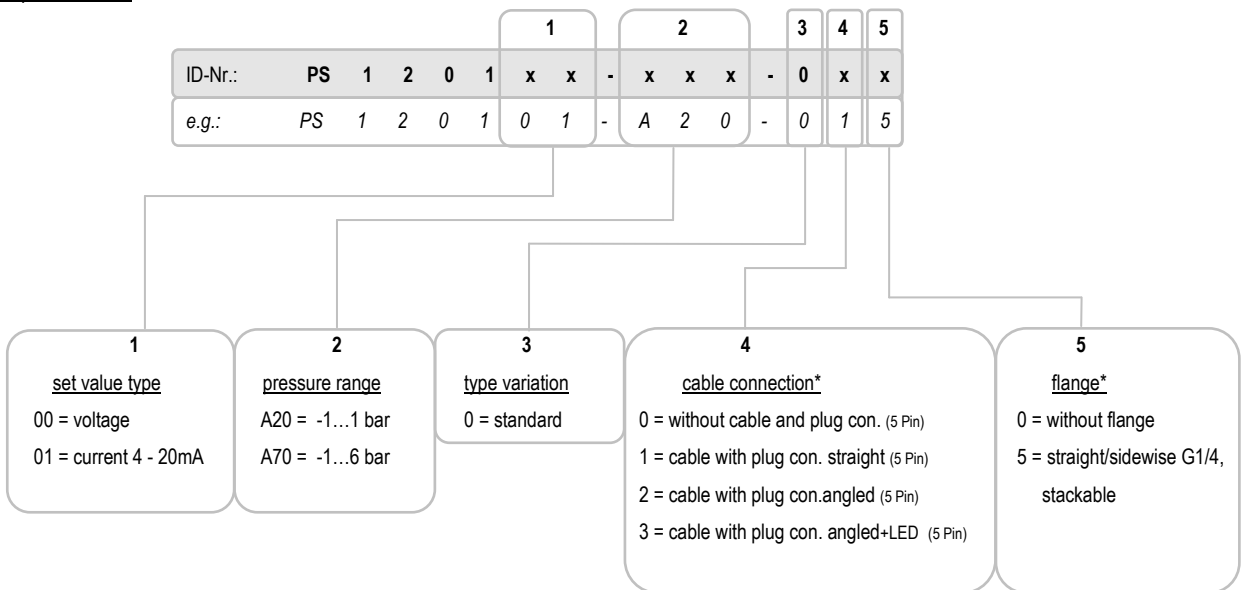 1 2 3 4 5
ID-Nr.: PS 1 2 0 1 x x - x x x - 0 x x
e.g.: PS 1 2 0 1 0 1 - A 2 0 - 0 1 5
1
set value type
00 = voltage
01 = current 4 - 20mA
2
pressure range
A20 = -1…1 bar
A70 = -1…6 bar
3
type variation
0 = standard
4
cable connection*
0 = without cable and plug con. (5 Pin)
1 = cable with plug con. straight (5 Pin)
2 = cable with plug con.angled (5 Pin)
3 = cable with plug con. angled+LED (5 Pin)
5
flange*
0 = without flange
5 = straight/sidewise G1/4,
stackable